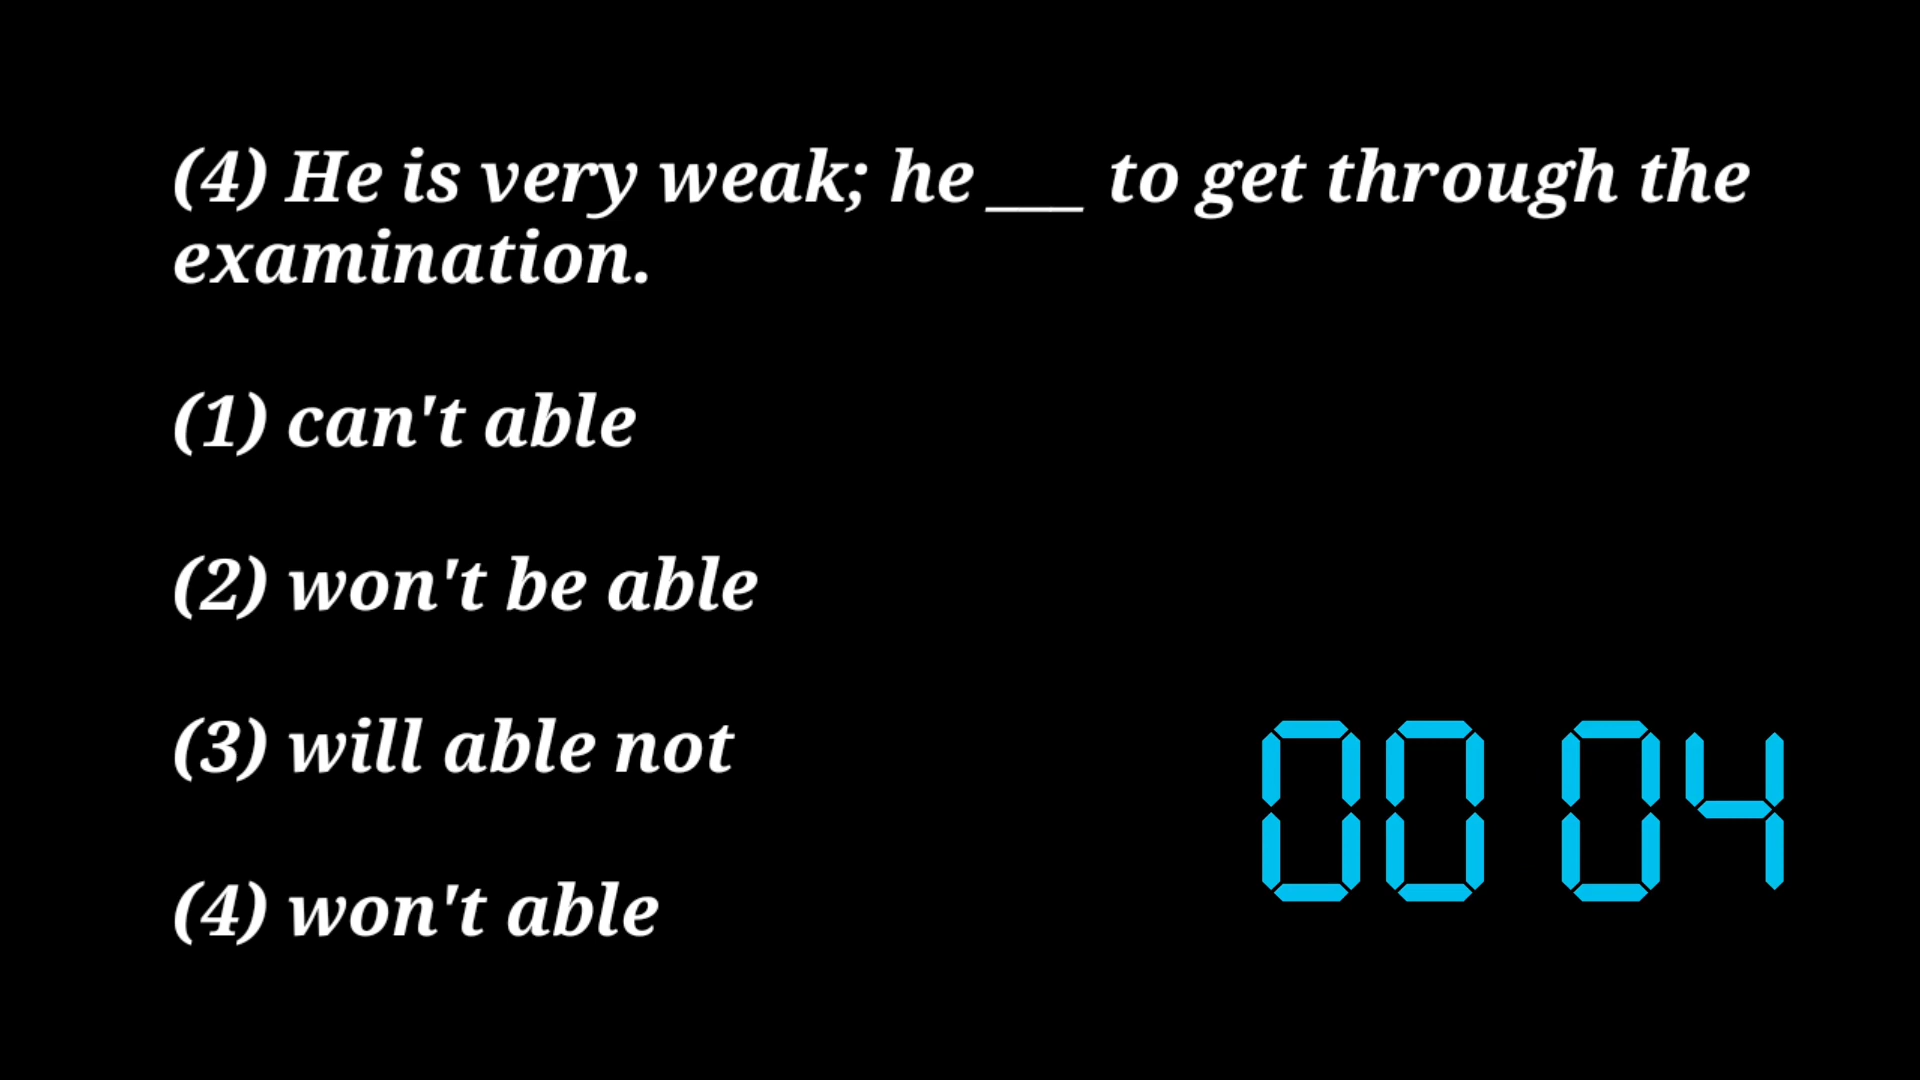 (4) He is very weak; he ___ to get through the
examination.
(1) can't able
(2) won't be able
(3) will able not
(4) won't able
00 04